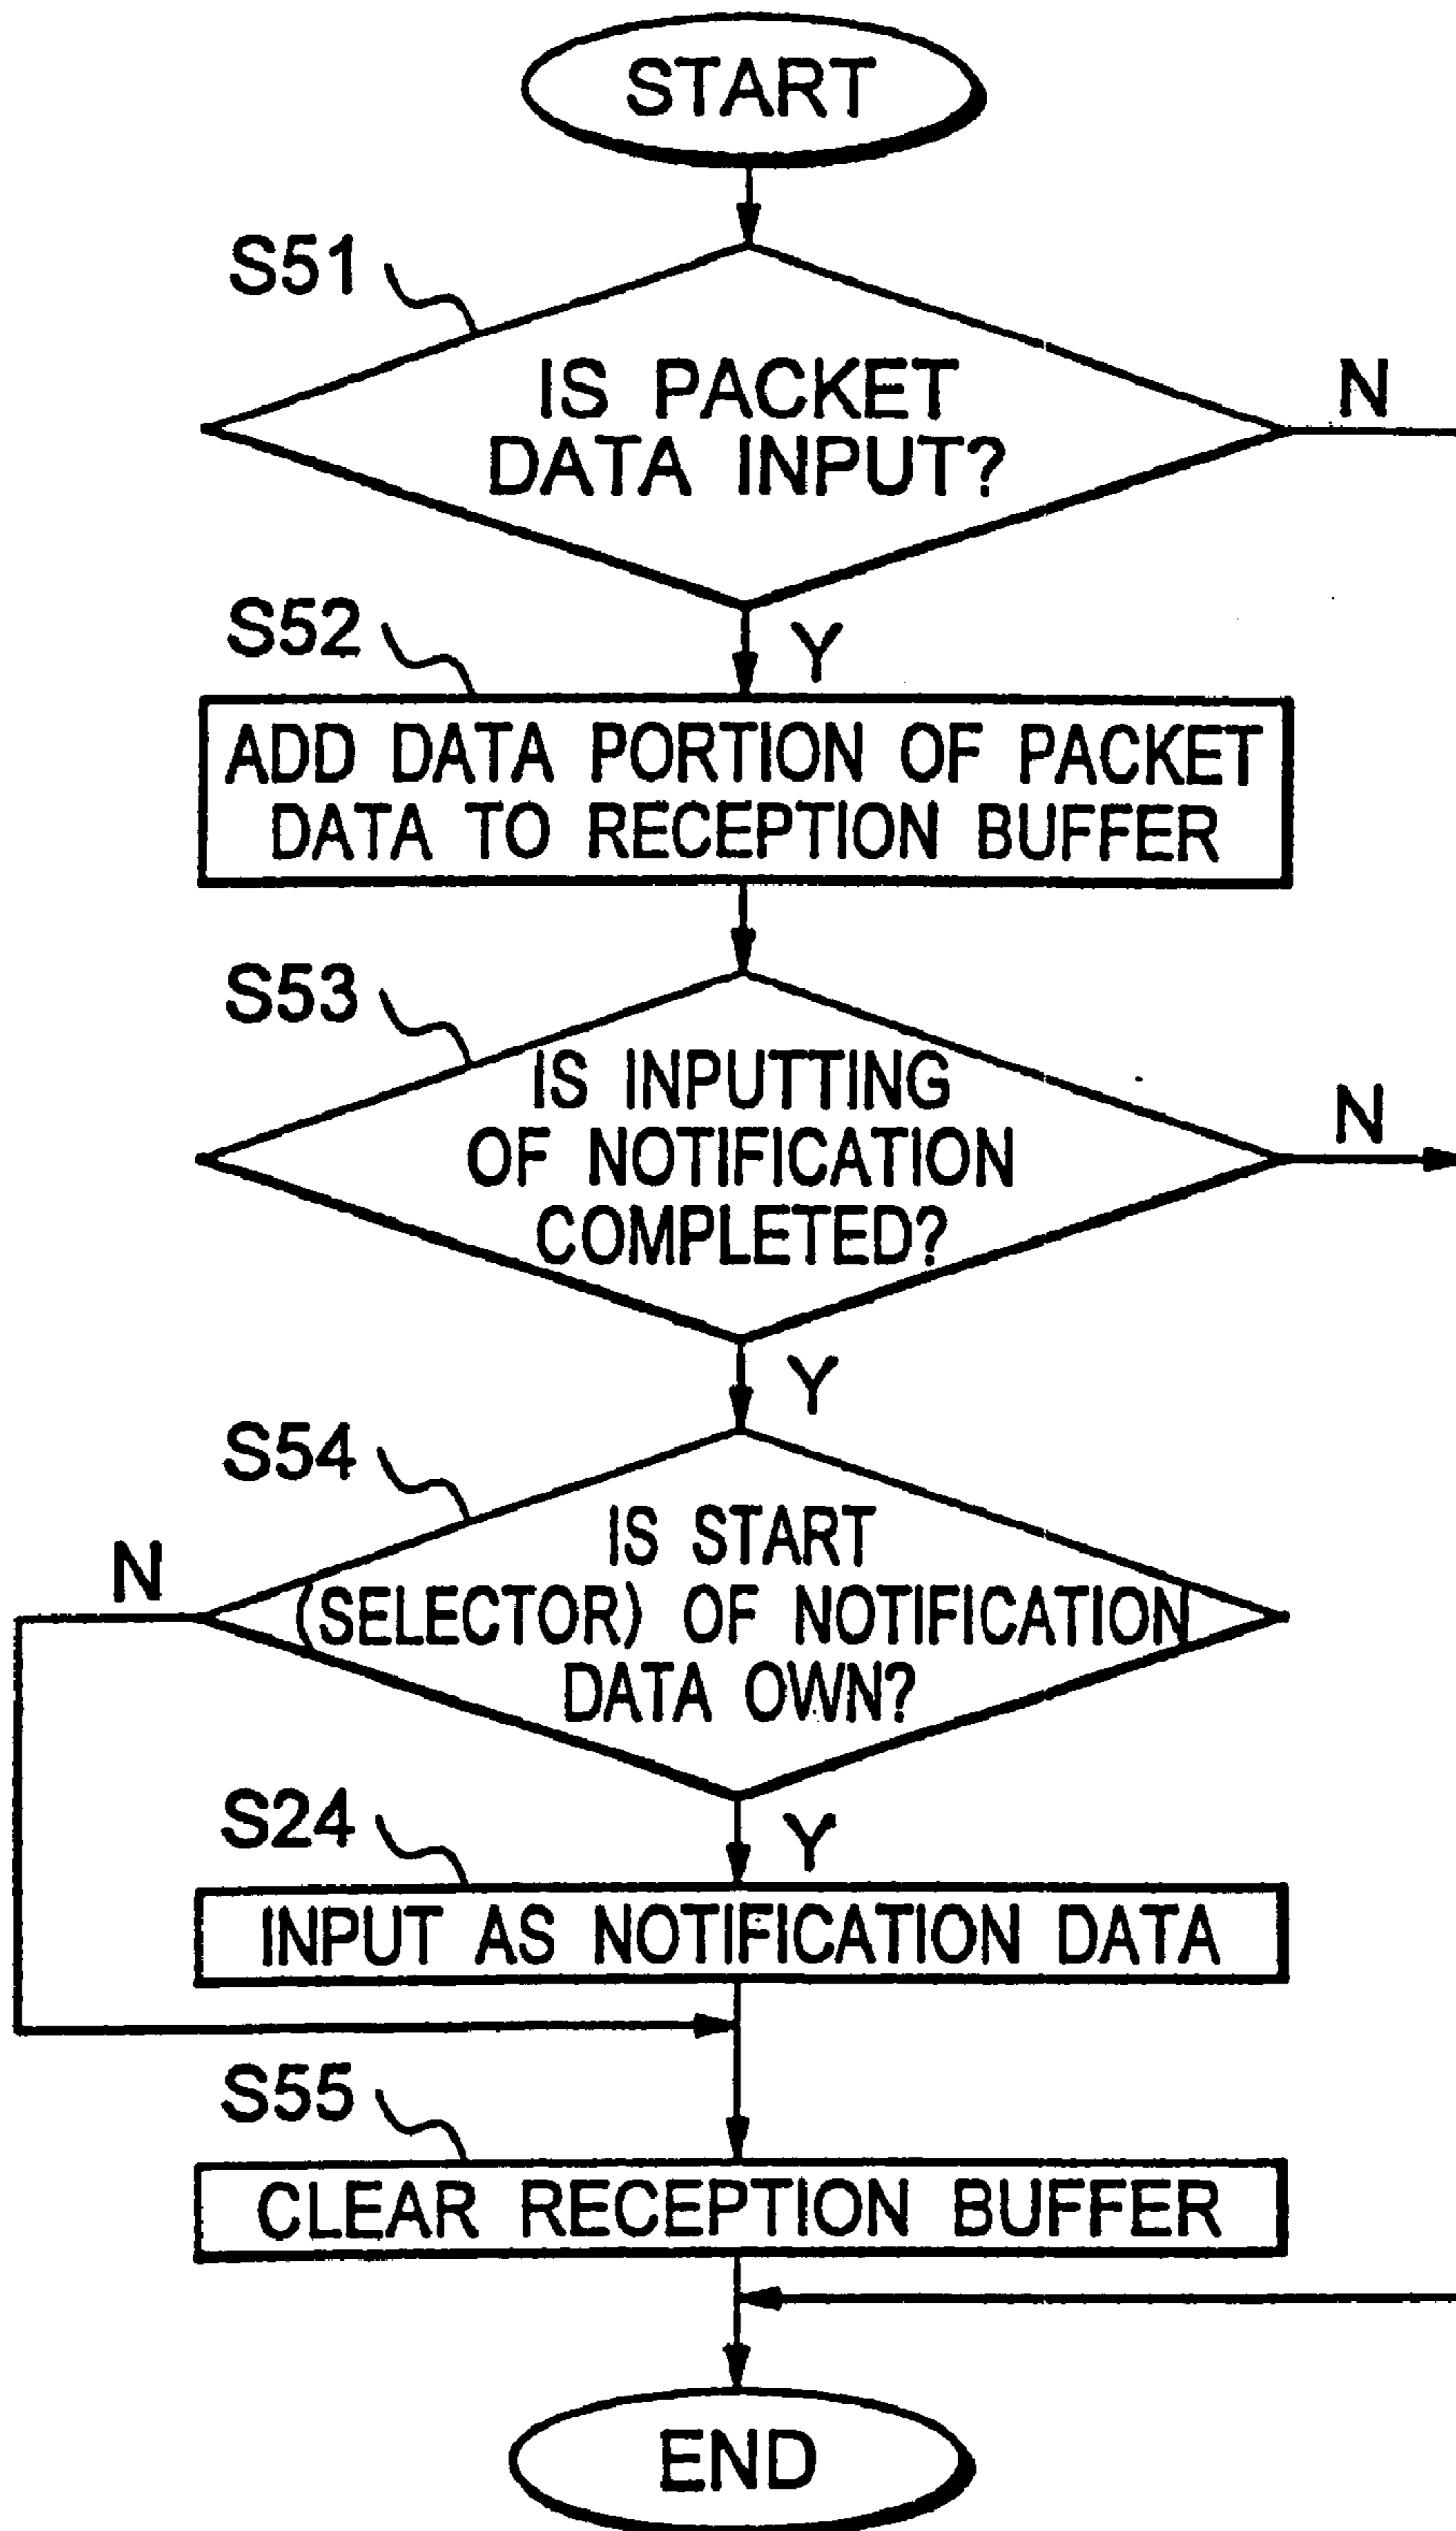 START
S51
IS PACKET
DATA INPUT?
N
Y
S52
ADD DATA PORTION OF PACKET
DATA TO RECEPTION BUFFER
S53
IS INPUTTING
OF NOTIFICATION
COMPLETED?
N
Y
S54
IS START
(SELECTOR) OF NOTIFICATION
DATA OWN?
N
Y
S24
INPUT AS NOTIFICATION DATA
S55
CLEAR RECEPTION BUFFER
END